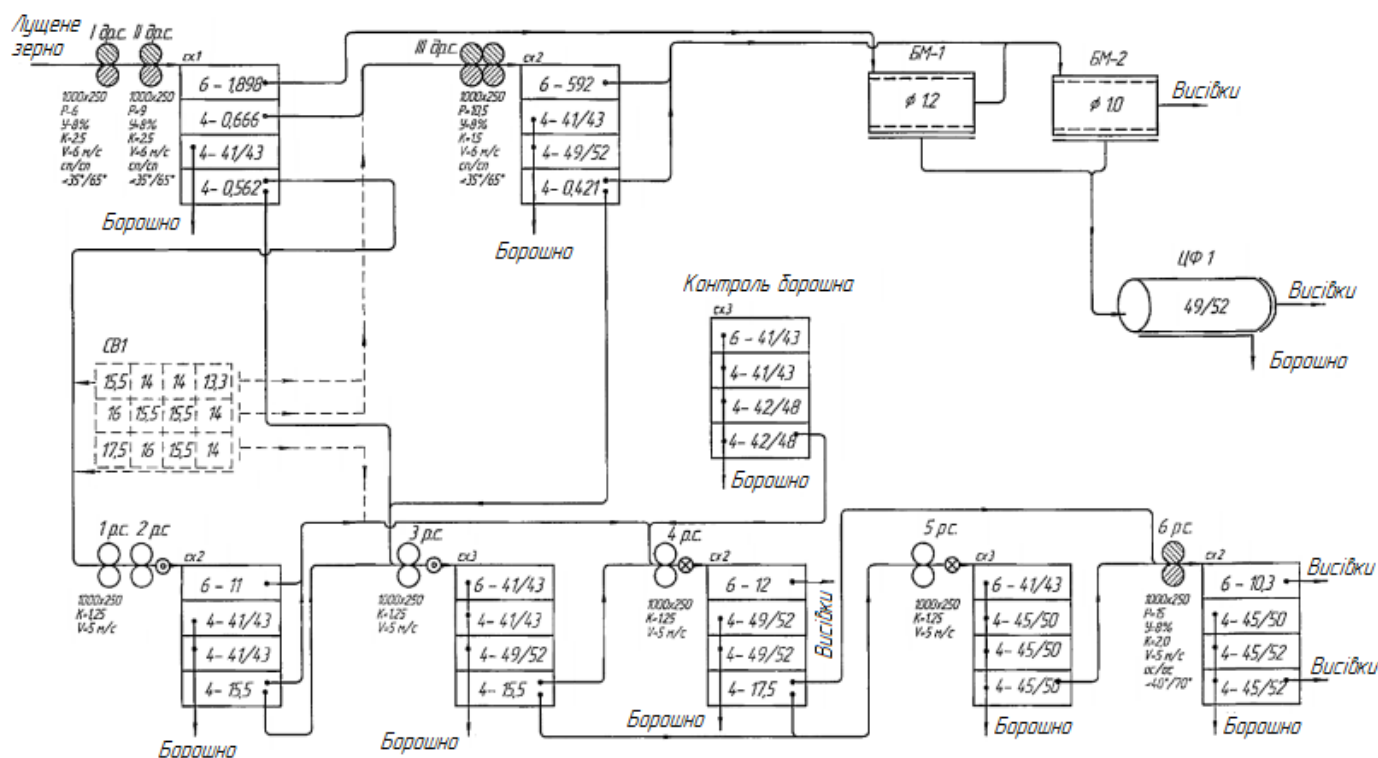 Лущене
зерно
I др.с.
II др.с.
1000х250
Р-6
У=8%
К=2,5
V=6 м/с
сп/сп
∡35°/65°
1000х250
Р=9
У=8%
К=2,5
V=6 м/с
сп/сп
∡35°/65°
сх1
6 – 1,898
4– 0,666
4– 41/43
4– 0,562
Борошно
III др.с.
1000х250
Р=10,5
У=8%
К=1,5
V=6 м/с
сп/сп
∡35°/65°
сх2
6 – 592
4– 41/43
4– 49/52
4– 0,421
Борошно
БМ–1
ϕ 1.2
БМ–2
ϕ 1.0
Висівки
ЦФ 1
49/52
Висівки
Борошно
Контроль борошна
сх3
6 – 41/43
4– 41/43
4– 42/48
4– 42/48
Борошно
СВ1
15,5 14 14 13,3
16 15,5 15,5 14
17,5 16 15,5 14
1 р.с. 2 р.с
1000х250
К=1,25
V=5 м/с
сх2
6 – 11
4– 41/43
4– 41/43
4– 15,5
Борошно
3 р.с.
1000х250
К=1,25
V=5 м/с
сх3
6 – 41/43
4– 41/43
4– 49/52
4– 15,5
Борошно
4 р.с.
1000х250
К=1,25
V=5 м/с
сх2
6 – 12
4– 49/52
4– 49/52
4– 17,5
Висівки
Борошно
5 р.с.
1000х250
К=1,25
V=5 м/с
сх3
6 – 41/43
4– 45/50
4– 45/50
4– 45/50
Борошно
6 р.с.
1000х250
Р=15
У=8%
К=2,0
V=5 м/с
ос/ос
∡40°/70°
сх2
6 – 10,3
4– 45/50
4– 45/52
4– 45/52
Висівки
Висівки
Борошно